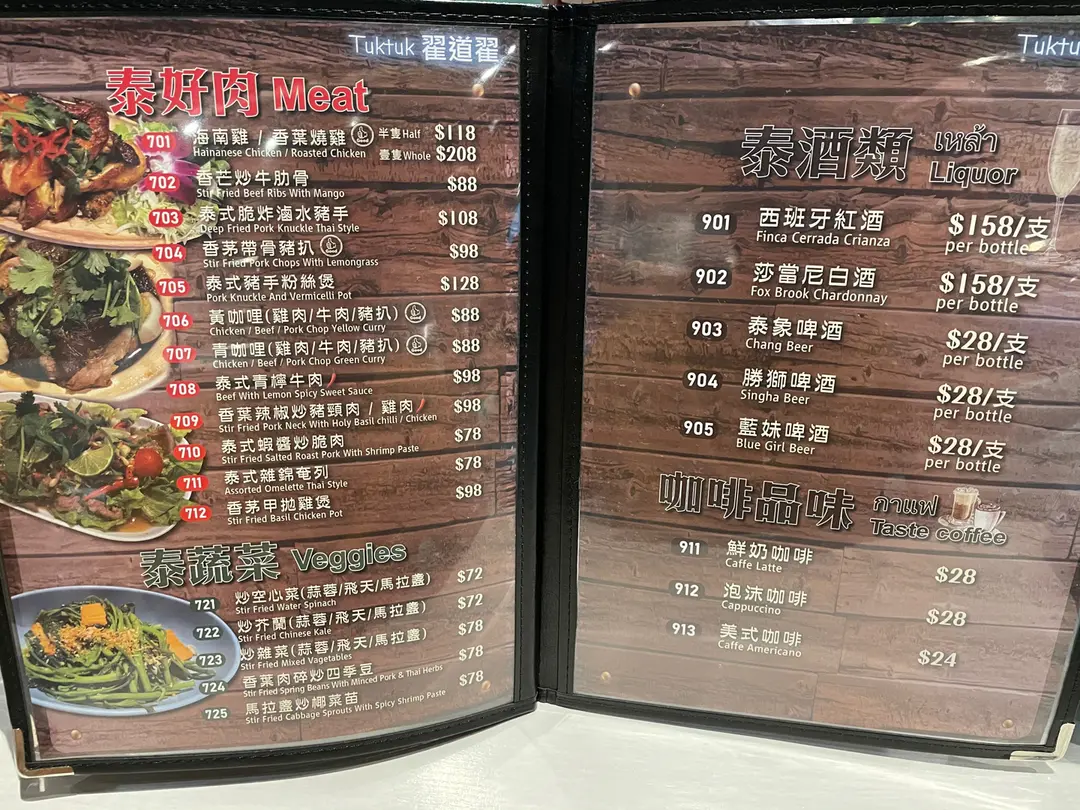 Tuktuk 翟道翟
泰好肉 Meat
701 海南雞 / 香葉燒雞 半隻Half $118
Hainanese Chicken / Roasted Chicken 壹隻Whole $208
702 香芒炒牛肋骨 $88
Stir Fried Beef Ribs With Mango
703 泰式脆炸滷水豬手 $108
Deep Fried Pork Knuckle Thai Style
704 香茅帶骨豬扒 $98
Stir Fried Pork Chops With Lemongrass
705 泰式豬手粉絲煲 $128
Pork Knuckle And Vermicelli Pot
706 黃咖哩(雞肉/牛肉/豬扒) $88
Chicken / Beef / Pork Chop Yellow Curry
707 青咖哩(雞肉/牛肉/豬扒) $88
Chicken / Beef / Pork Chop Green Curry
708 泰式青檸牛肉 $98
Beef With Lemon Spicy Sweet Sauce
709 香葉辣椒炒豬頸肉 / 雞肉 $98
Stir Fried Pork Neck With Holy Basil chilli / Chicken
710 泰式蝦醬炒脆肉 $78
Stir Fried Salted Roast Pork With Shrimp Paste
711 泰式雜錦奄列 $78
Assorted Omelette Thai Style
712 香茅甲抛雞煲 $98
Stir Fried Basil Chicken Pot
泰蔬菜 Veggies
721 炒空心菜(蒜蓉/飛天/馬拉盞) $72
Stir Fried Water Spinach
722 炒芥蘭(蒜蓉/飛天/馬拉盞) $72
Stir Fried Chinese Kale
723 炒雜菜(蒜蓉/飛天/馬拉盞) $78
Stir Fried Mixed Vagetables
724 香葉肉碎炒四季豆 $78
Stir Fried Spring Beans With Minced Pork & Thai Herbs
725 馬拉盞炒椰菜苗 $78
Stir Fried Cabbage Sprouts With Spicy Shrimp Paste
Tuktu
泰酒類 เหล้า
Liquor
901 西班牙紅酒 $158/支
Finca Cerrada Crianza per bottle
902 莎當尼白酒 $158/支
Fox Brook Chardonnay per bottle
903 泰象啤酒 $28/支
Chang Beer per bottle
904 勝獅啤酒 $28/支
Singha Beer per bottle
905 藍妹啤酒 $28/支
Blue Girl Beer per bottle
咖啡品味 กาแฟ
Taste coffee
911 鮮奶咖啡 $28
Caffe Latte
912 泡沫咖啡 $28
Cappuccino
913 美式咖啡 $24
Caffe Americano